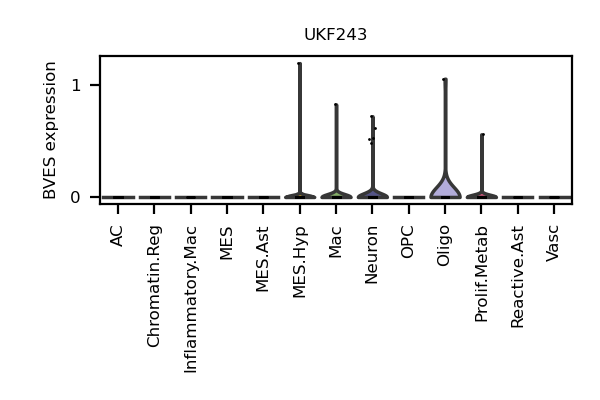 UKF243
BVES expression
1
0
AC
Chromatin.Reg
Inflammatory.Mac
MES
MES.Ast
MES.Hyp
Mac
Neuron
OPC
Oligo
Prolif.Metab
Reactive.Ast
Vasc